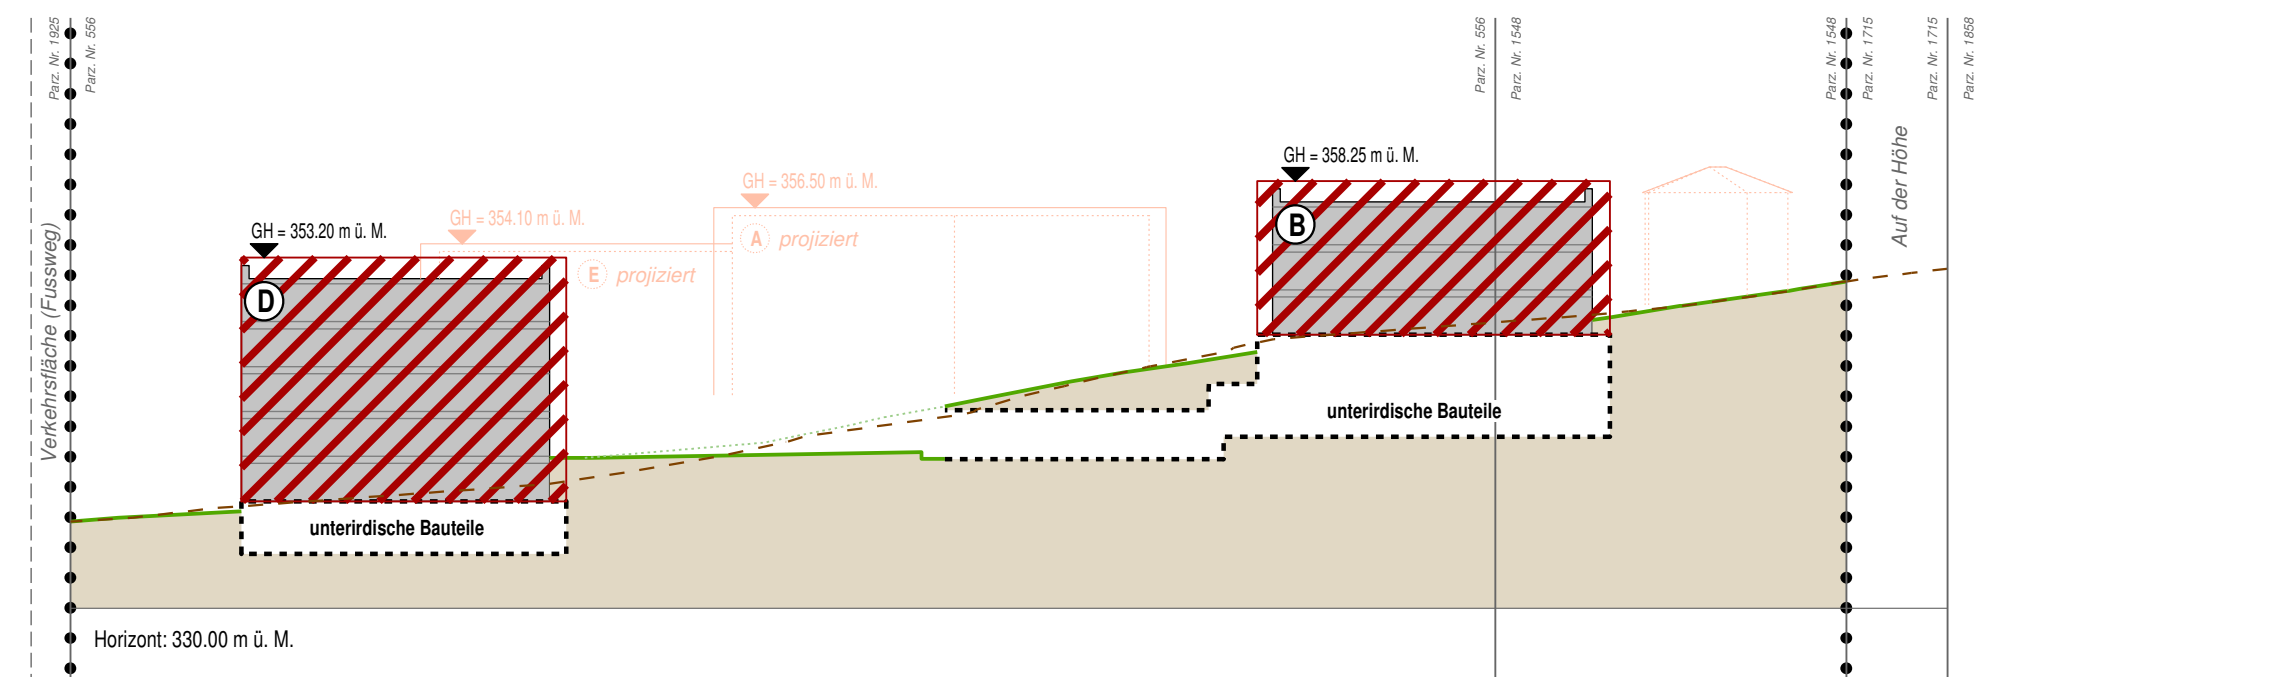 Parz. Nr. 1925
Parz. Nr. 556
Parz. Nr. 556
Parz. Nr. 1548
Parz. Nr. 1548
Parz. Nr. 1715
Parz. Nr. 1715
Parz. Nr. 1858
Verkehrsfläche (Fussweg)
Auf der Höhe
GH = 353.20 m ü. M.
D
GH = 354.10 m ü. M.
E projiziert
GH = 356.50 m ü. M.
A projiziert
GH = 358.25 m ü. M.
B
unterirdische Bauteile
unterirdische Bauteile
Horizont: 330.00 m ü. M.